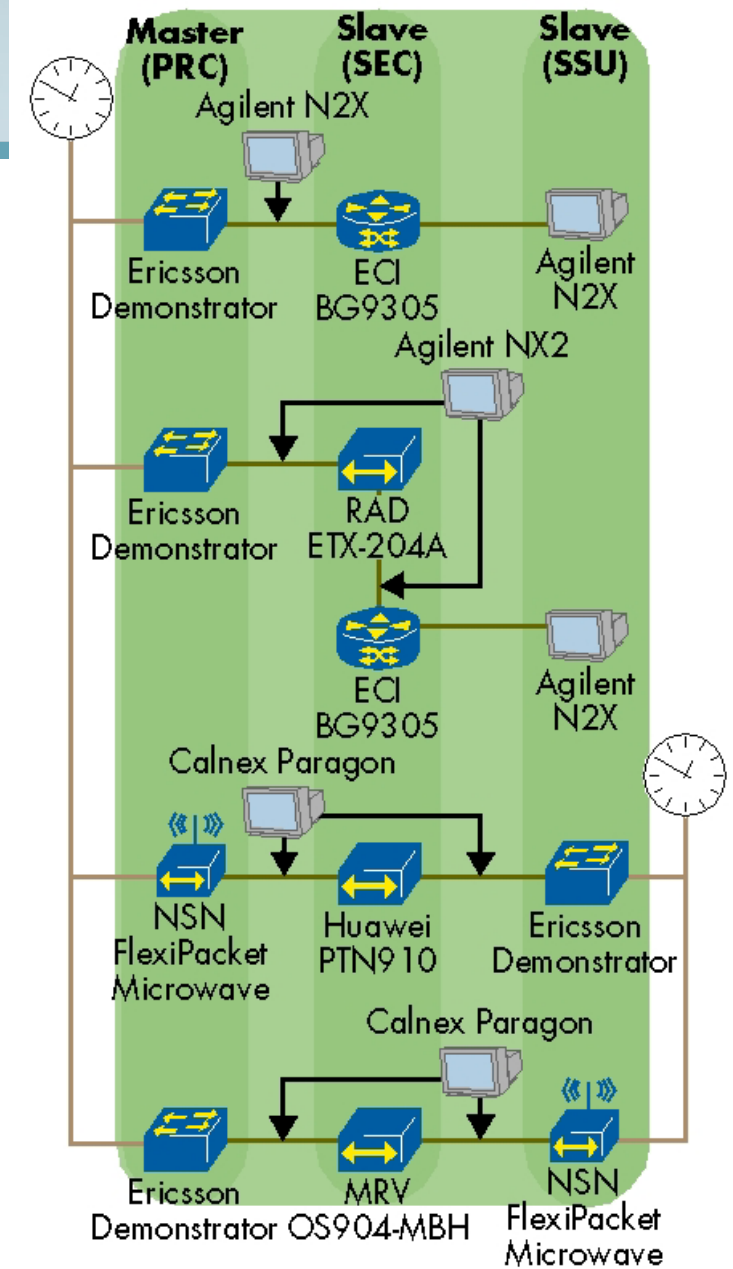 Master
(PRC)
Slave
(SEC)
Slave
(SSU)
Agilent N2X
Ericsson
Demonstrator
ECI
BG9305
Agilent
N2X
Agilent NX2
Ericsson
Demonstrator
RAD
ETX-204A
ECI
BG9305
Agilent
N2X
Calnex Paragon
NSN
FlexiPacket
Microwave
Huawei
PTN910
Ericsson
Demonstrator
Calnex Paragon
Ericsson
Demonstrator
MRV
OS904-MBH
NSN
FlexiPacket
Microwave